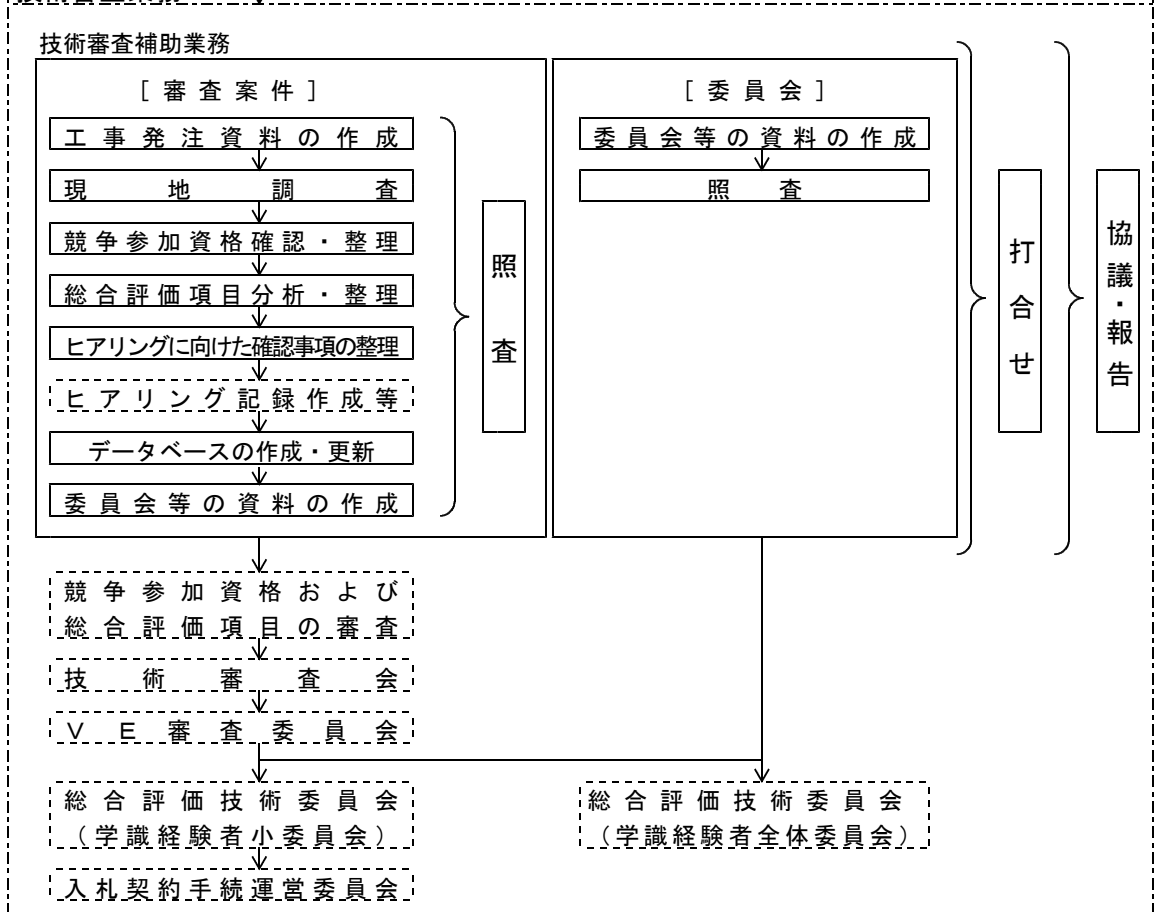 技術審査補助業務
[審査案件]
工事発注資料の作成
現地調査
競争参加資格確認・整理
総合評価項目分析・整理
ヒアリングに向けた確認事項の整理
ヒアリング記録作成等
データベースの作成・更新
委員会等の資料の作成
照査
[委員会]
委員会等の資料の作成
照査
打合せ
協議・報告
競争参加資格および
総合評価項目の審査
技術審査会
VE審査委員会
総合評価技術委員会
(学識経験者小委員会)
入札契約手続運営委員会
総合評価技術委員会
(学識経験者全体委員会)